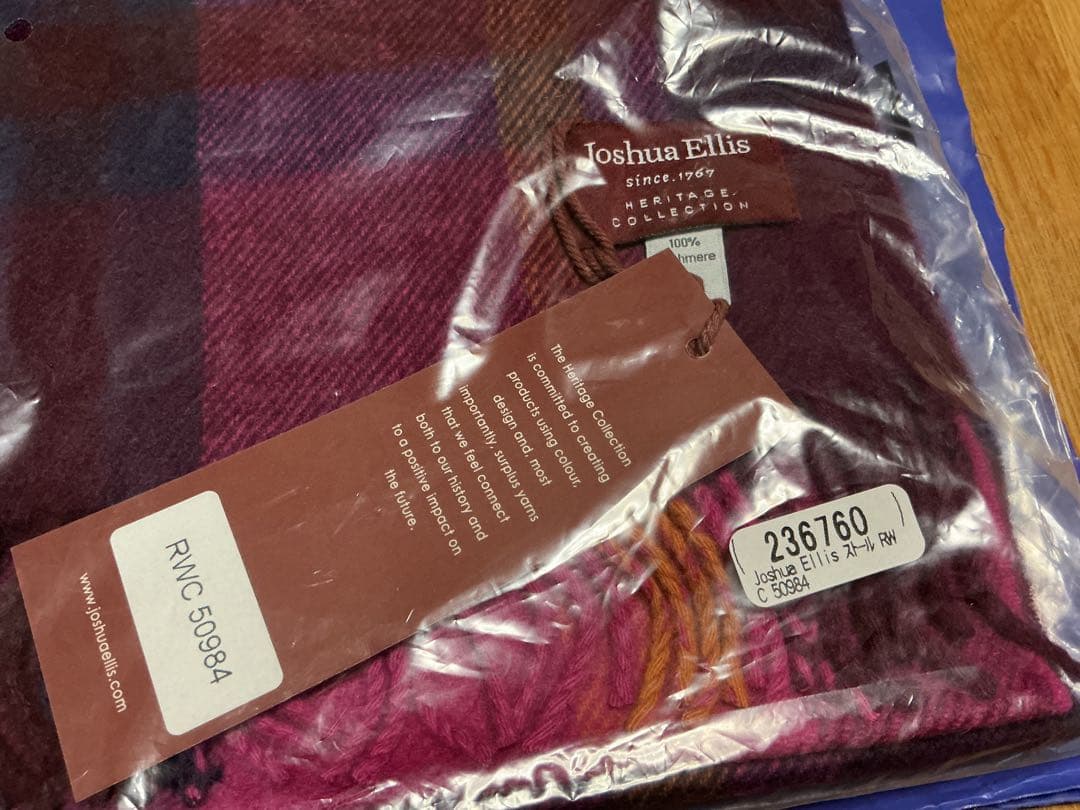 Joshua Ellis
since.1767
HERITAGE
COLLECTION
100%
hmere
The Heritage Collection
is committed to creating
products using colour,
design and, most
importantly, surplus yarns
that we feel connect
both to our history and
to a positive impact on
the future.
RWC 50984
www.joshuaellis.com
236760
Joshua Ellis ストール RW
C 50984